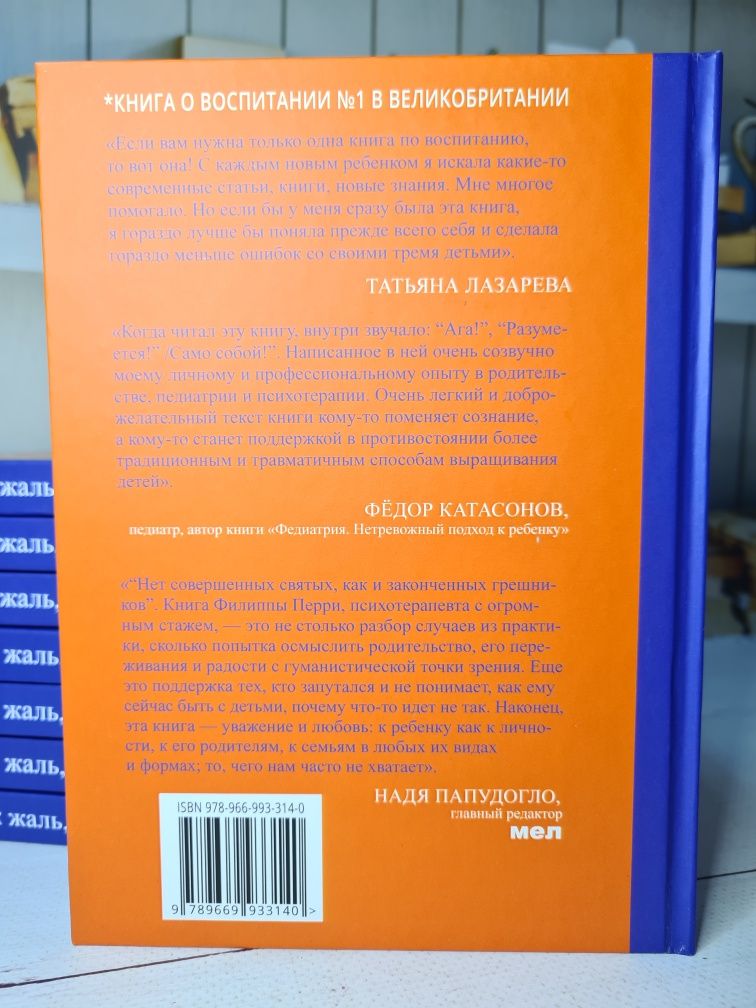 *КНИГА О ВОСПИТАНИИ №1 В ВЕЛИКОБРИТАНИИ
«Если вам нужна только одна книга по воспитанию,
то вот она! С каждым новым ребенком я искала какие-то
современные статьи, книги, новые знания. Мне многое
помогало. Но если бы у меня сразу была эта книга,
я гораздо лучше бы поняла прежде всего себя и сделала
гораздо меньше ошибок со своими тремя детьми».
ТАТЬЯНА ЛАЗАРЕВА
«Когда читал эту книгу, внутри звучало: “Ага!”, “Разуме-
ется!” /Само собой!”. Написанное в ней очень созвучно
моему личному и профессиональному опыту в родитель-
стве, педиатрии и психотерапии. Очень легкий и добро-
желательный текст книги кому-то поменяет сознание,
а кому-то станет поддержкой в противостоянии более
традиционным и травматичным способам выращивания
детей».
ФЁДОР КАТАСОНОВ,
педиатр, автор книги «Федиатрия. Нетревожный подход к ребенку»
«“Нет совершенных святых, как и законченных грешни-
ков”. Книга Филиппы Перри, психотерапевта с огром-
ным стажем, — это не столько разбор случаев из практи-
ки, сколько попытка осмыслить родительство, его пере-
живания и радости с гуманистической точки зрения. Еще
это поддержка тех, кто запутался и не понимает, как ему
сейчас быть с детьми, почему что-то идет не так. Наконец,
эта книга — уважение и любовь: к ребенку как к лично-
сти, к его родителям, к семьям в любых их видах
и формах; то, чего нам часто не хватает».
НАДЯ ПАПУДОГЛО,
главный редактор
мел
ISBN 978-966-993-314-0
9 789669 933140 >
жаль
жаль,
жаль,
жаль,
жаль,
жаль,
жаль,